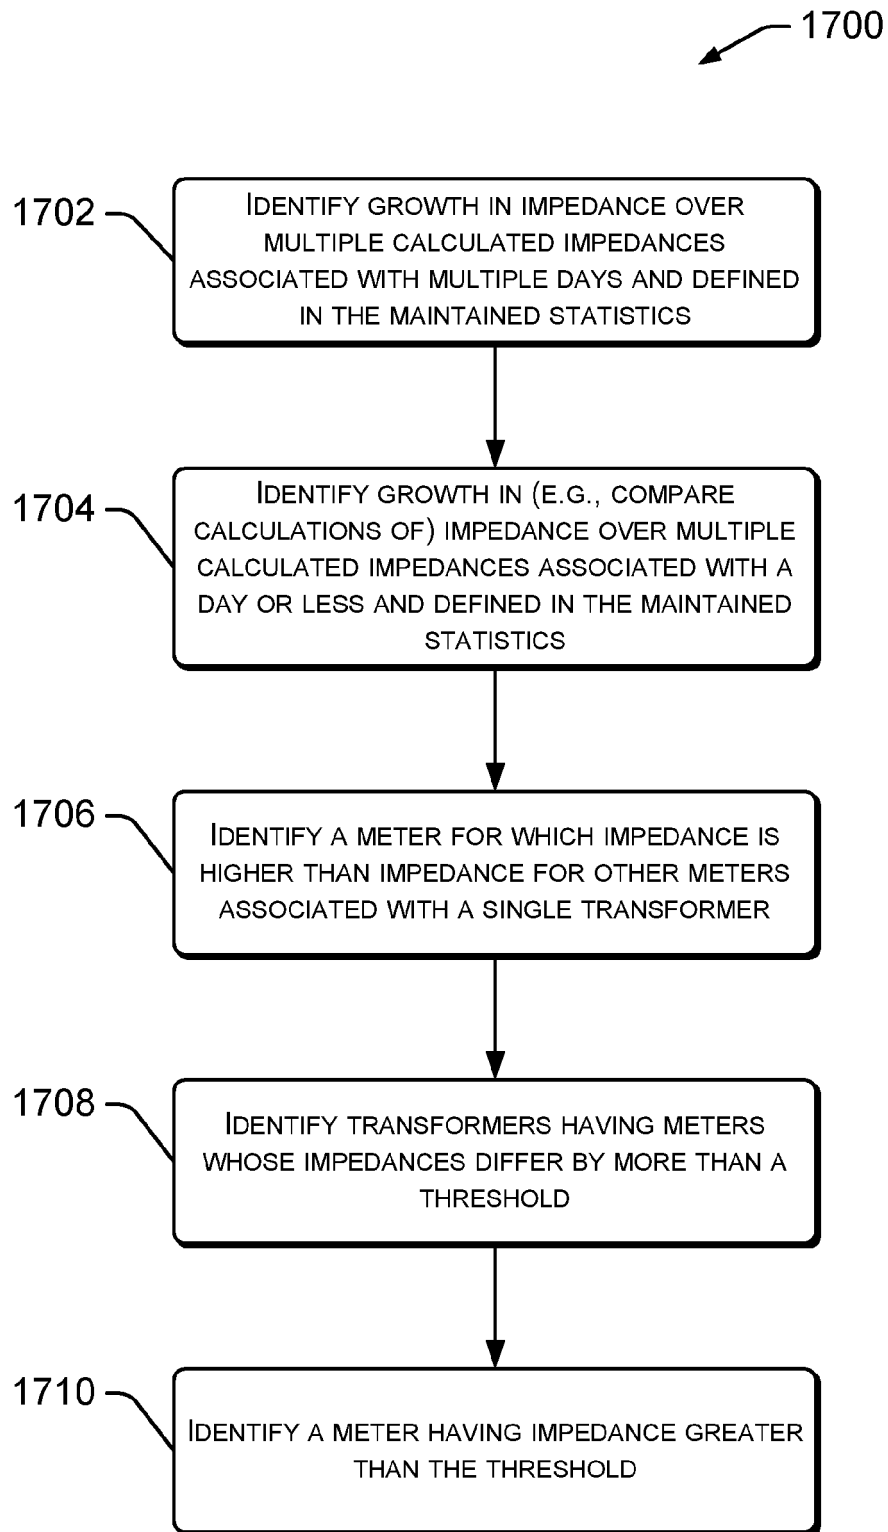 1700
1702
IDENTIFY GROWTH IN IMPEDANCE OVER
MULTIPLE CALCULATED IMPEDANCES
ASSOCIATED WITH MULTIPLE DAYS AND DEFINED
IN THE MAINTAINED STATISTICS
1704
IDENTIFY GROWTH IN (E.G., COMPARE
CALCULATIONS OF) IMPEDANCE OVER MULTIPLE
CALCULATED IMPEDANCES ASSOCIATED WITH A
DAY OR LESS AND DEFINED IN THE MAINTAINED
STATISTICS
1706
IDENTIFY A METER FOR WHICH IMPEDANCE IS
HIGHER THAN IMPEDANCE FOR OTHER METERS
ASSOCIATED WITH A SINGLE TRANSFORMER
1708
IDENTIFY TRANSFORMERS HAVING METERS
WHOSE IMPEDANCES DIFFER BY MORE THAN A
THRESHOLD
1710
IDENTIFY A METER HAVING IMPEDANCE GREATER
THAN THE THRESHOLD